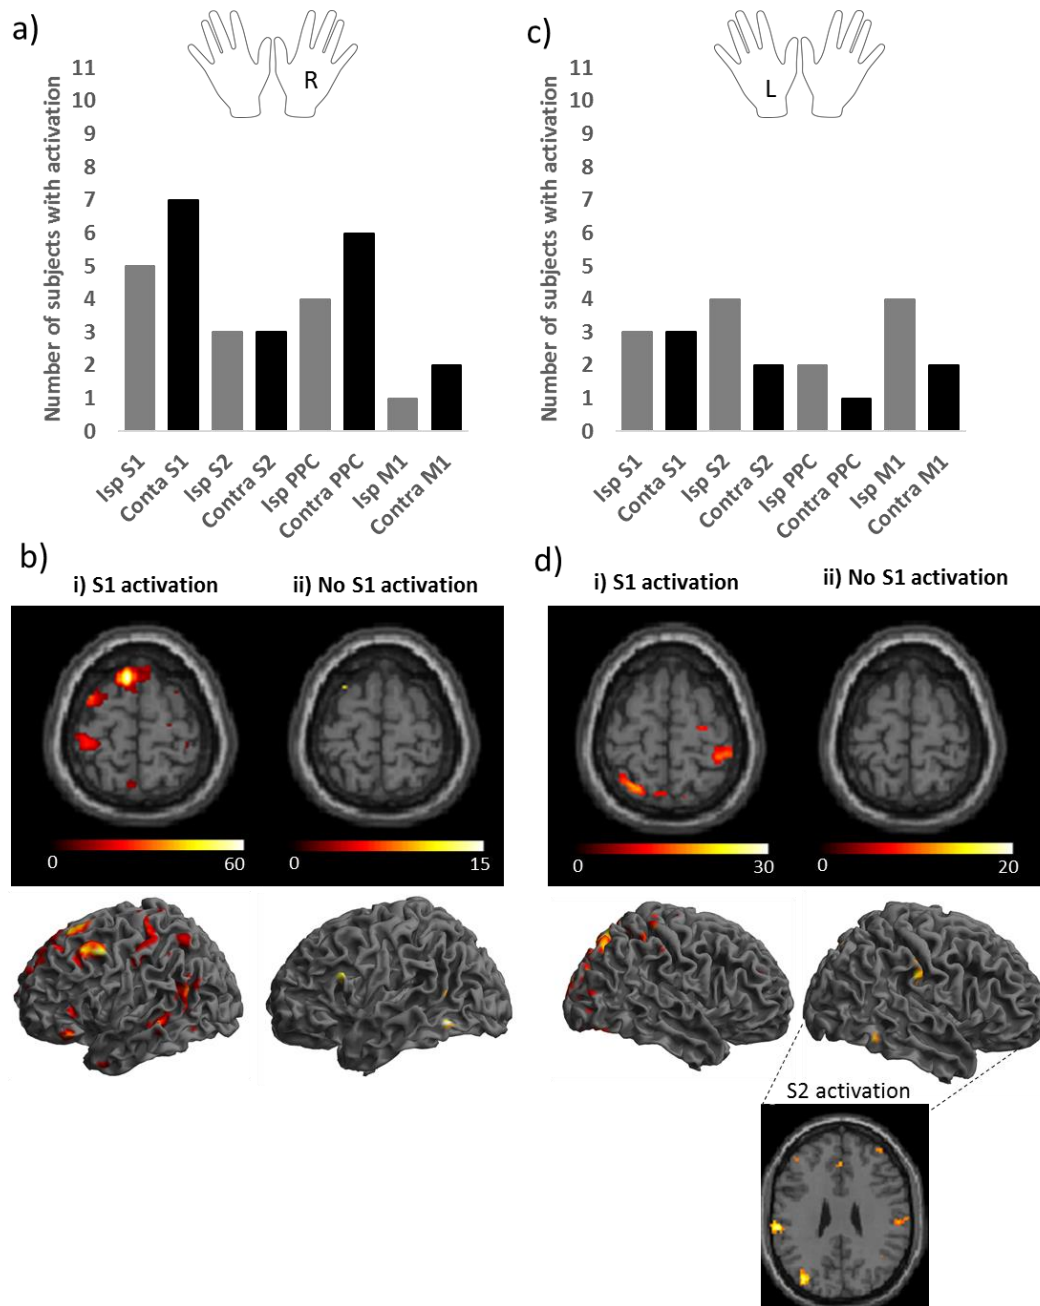 a)
R
Number of subjects with activation
11
10
9
8
7
6
5
4
3
2
1
0
Isp S1
Conta S1
Isp S2
Contra S2
Isp PPC
Contra PPC
Isp M1
Contra M1
c)
L
Number of subjects with activation
11
10
9
8
7
6
5
4
3
2
1
0
Isp S1
Conta S1
Isp S2
Contra S2
Isp PPC
Contra PPC
Isp M1
Contra M1
b)
i) S1 activation
ii) No S1 activation
0 60
0 15
d)
i) S1 activation
ii) No S1 activation
0 30
0 20
S2 activation